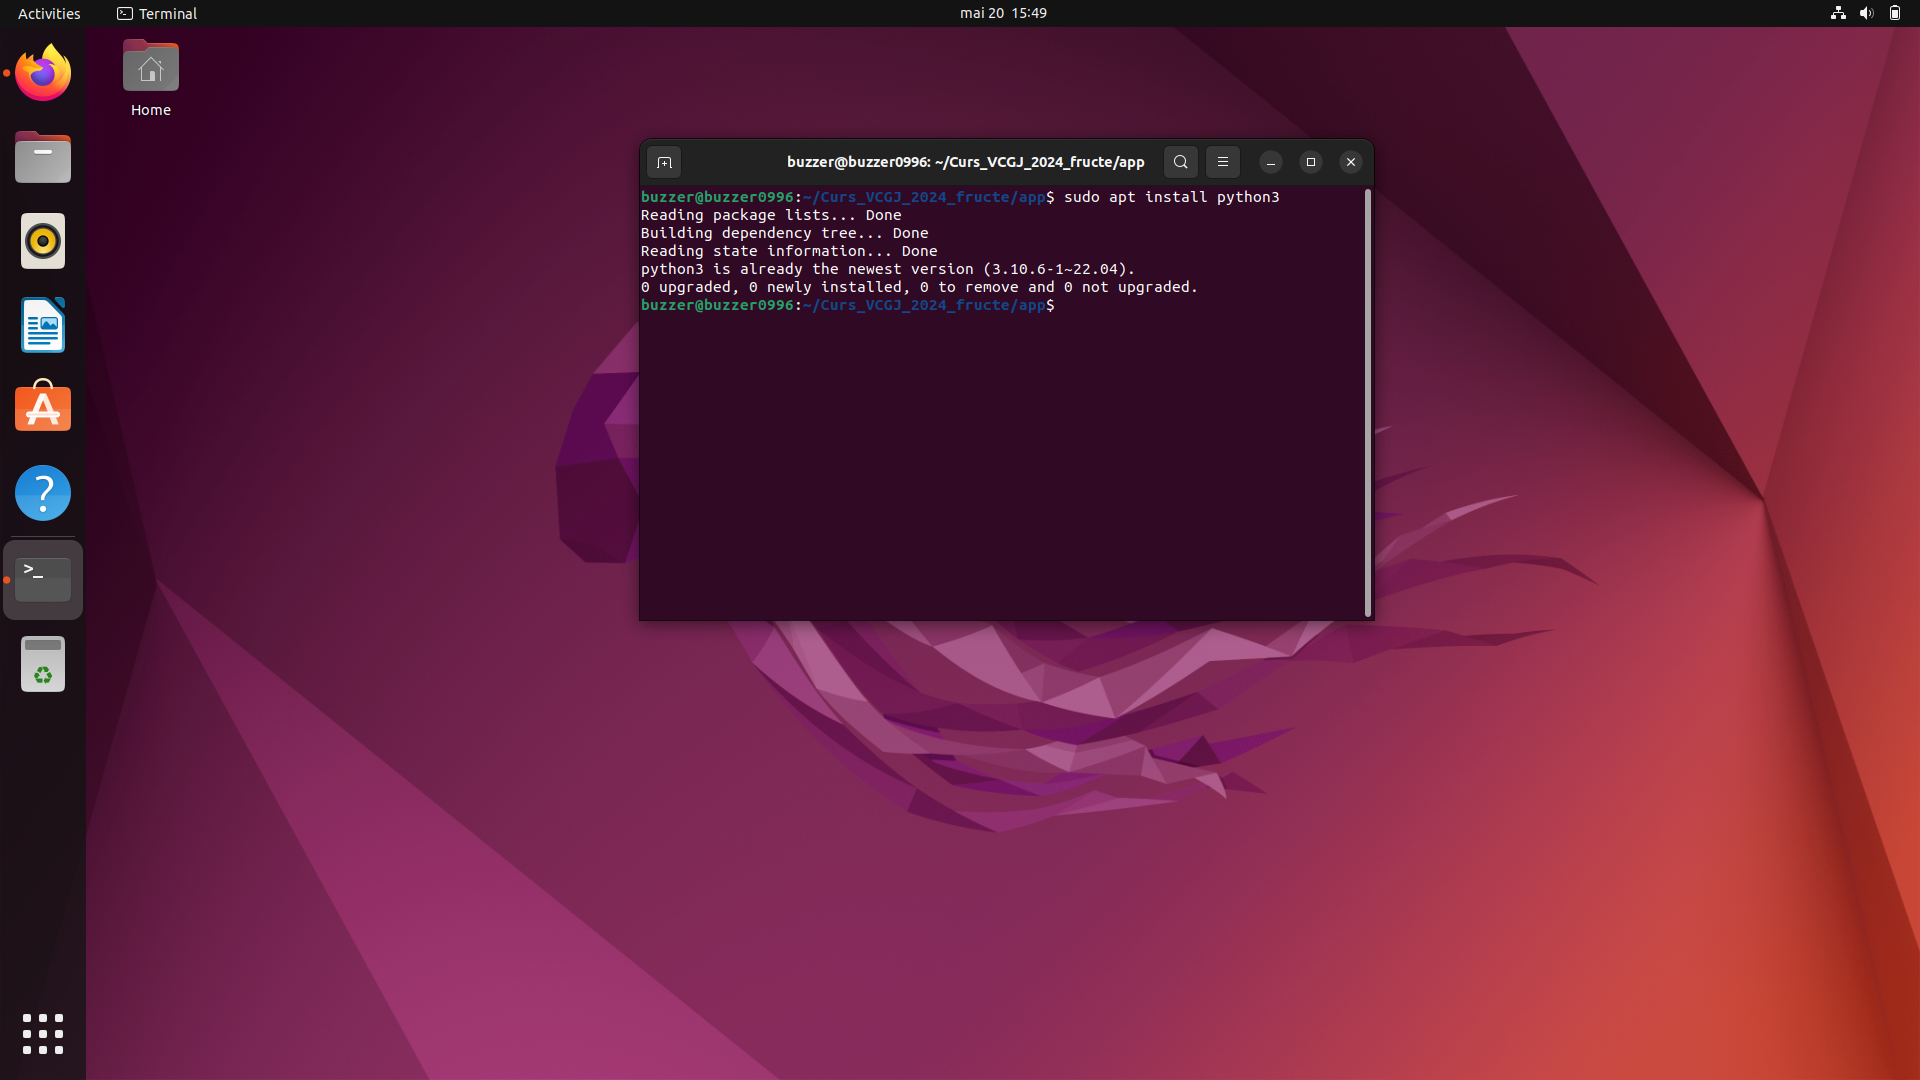 Activities
Terminal
mai 20 15:49
Home
buzzer@buzzer0996: ~/Curs_VCGJ_2024_fructe/app
buzzer@buzzer0996:~/Curs_VCGJ_2024_fructe/app$ sudo apt install python3
Reading package lists... Done
Building dependency tree... Done
Reading state information... Done
python3 is already the newest version (3.10.6-1~22.04).
0 upgraded, 0 newly installed, 0 to remove and 0 not upgraded.
buzzer@buzzer0996:~/Curs_VCGJ_2024_fructe/app$